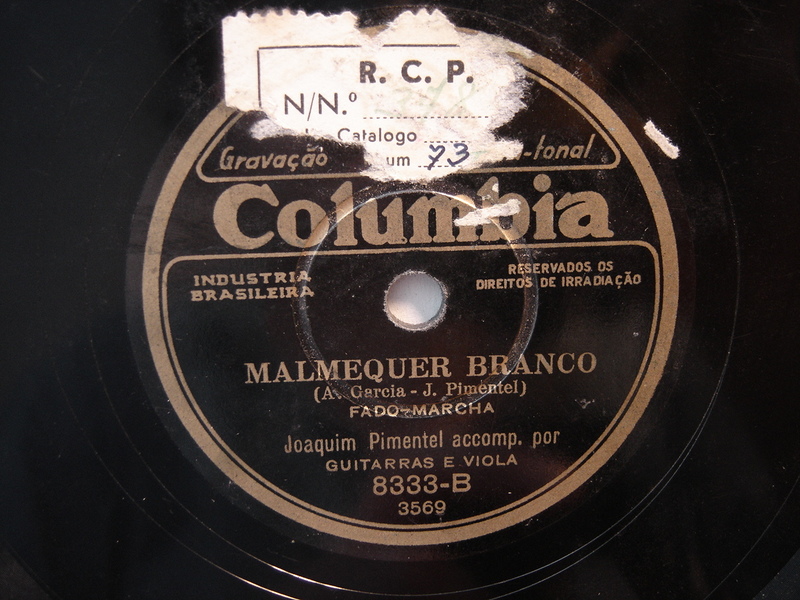 R. C. P.
N/N.º
Catalogo
um 73
Gravação -tonal
Columbia
INDUSTRIA
BRASILEIRA
RESERVADOS OS
DIREITOS DE IRRADIAÇÃO
MALMEQUER BRANCO
(A. Garcia - J. Pimentel)
FADO-MARCHA
Joaquim Pimentel accomp. por
GUITARRAS E VIOLA
8333-B
3569